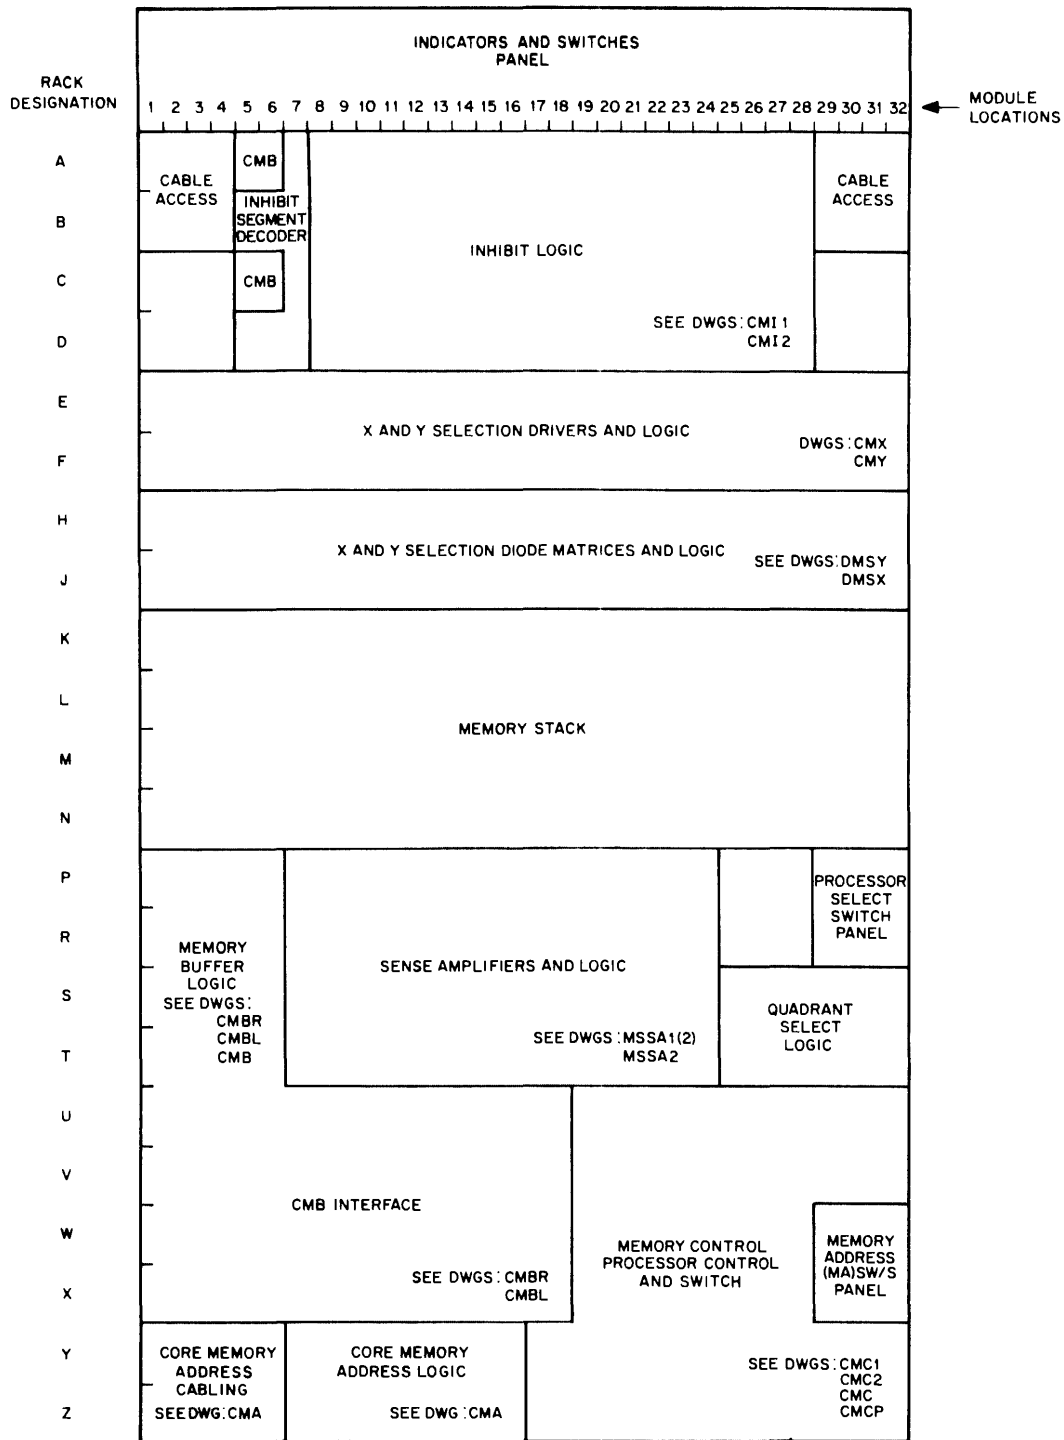 INDICATORS AND SWITCHES
PANEL
RACK
DESIGNATION
1 2 3 4 5 6 7 8 9 10 11 12 13 14 15 16 17 18 19 20 21 22 23 24 25 26 27 28 29 30 31 32
MODULE
LOCATIONS
A
B
C
D
CABLE
ACCESS
CMB
INHIBIT
SEGMENT
DECODER
CMB
INHIBIT LOGIC
SEE DWGS: CMI1
CMI2
CABLE
ACCESS
E
F
X AND Y SELECTION DRIVERS AND LOGIC
DWGS: CMX
CMY
H
J
X AND Y SELECTION DIODE MATRICES AND LOGIC
SEE DWGS: DMSY
DMSX
K
L
M
N
MEMORY STACK
P
R
S
T
MEMORY
BUFFER
LOGIC
SEE DWGS:
CMBR
CMBL
CMB
SENSE AMPLIFIERS AND LOGIC
SEE DWGS: MSSA1(2)
MSSA2
PROCESSOR
SELECT
SWITCH
PANEL
QUADRANT
SELECT
LOGIC
U
V
W
X
CMB INTERFACE
SEE DWGS: CMBR
CMBL
MEMORY CONTROL
PROCESSOR CONTROL
AND SWITCH
MEMORY
ADDRESS
(MA)SW/S
PANEL
Y
Z
CORE MEMORY
ADDRESS
CABLING
SEE DWG: CMA
CORE MEMORY
ADDRESS LOGIC
SEE DWG: CMA
SEE DWGS: CMC1
CMC2
CMC
CMCP